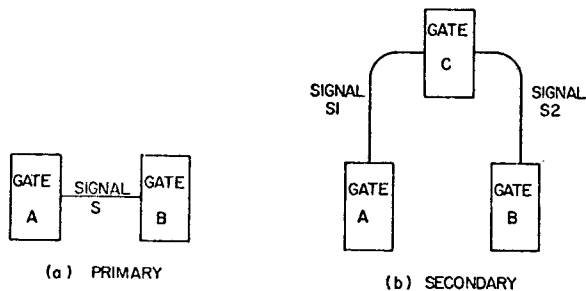 GATE
A
SIGNAL
S
GATE
B
(a) PRIMARY
GATE
C
SIGNAL
S1
SIGNAL
S2
GATE
A
GATE
B
(b) SECONDARY